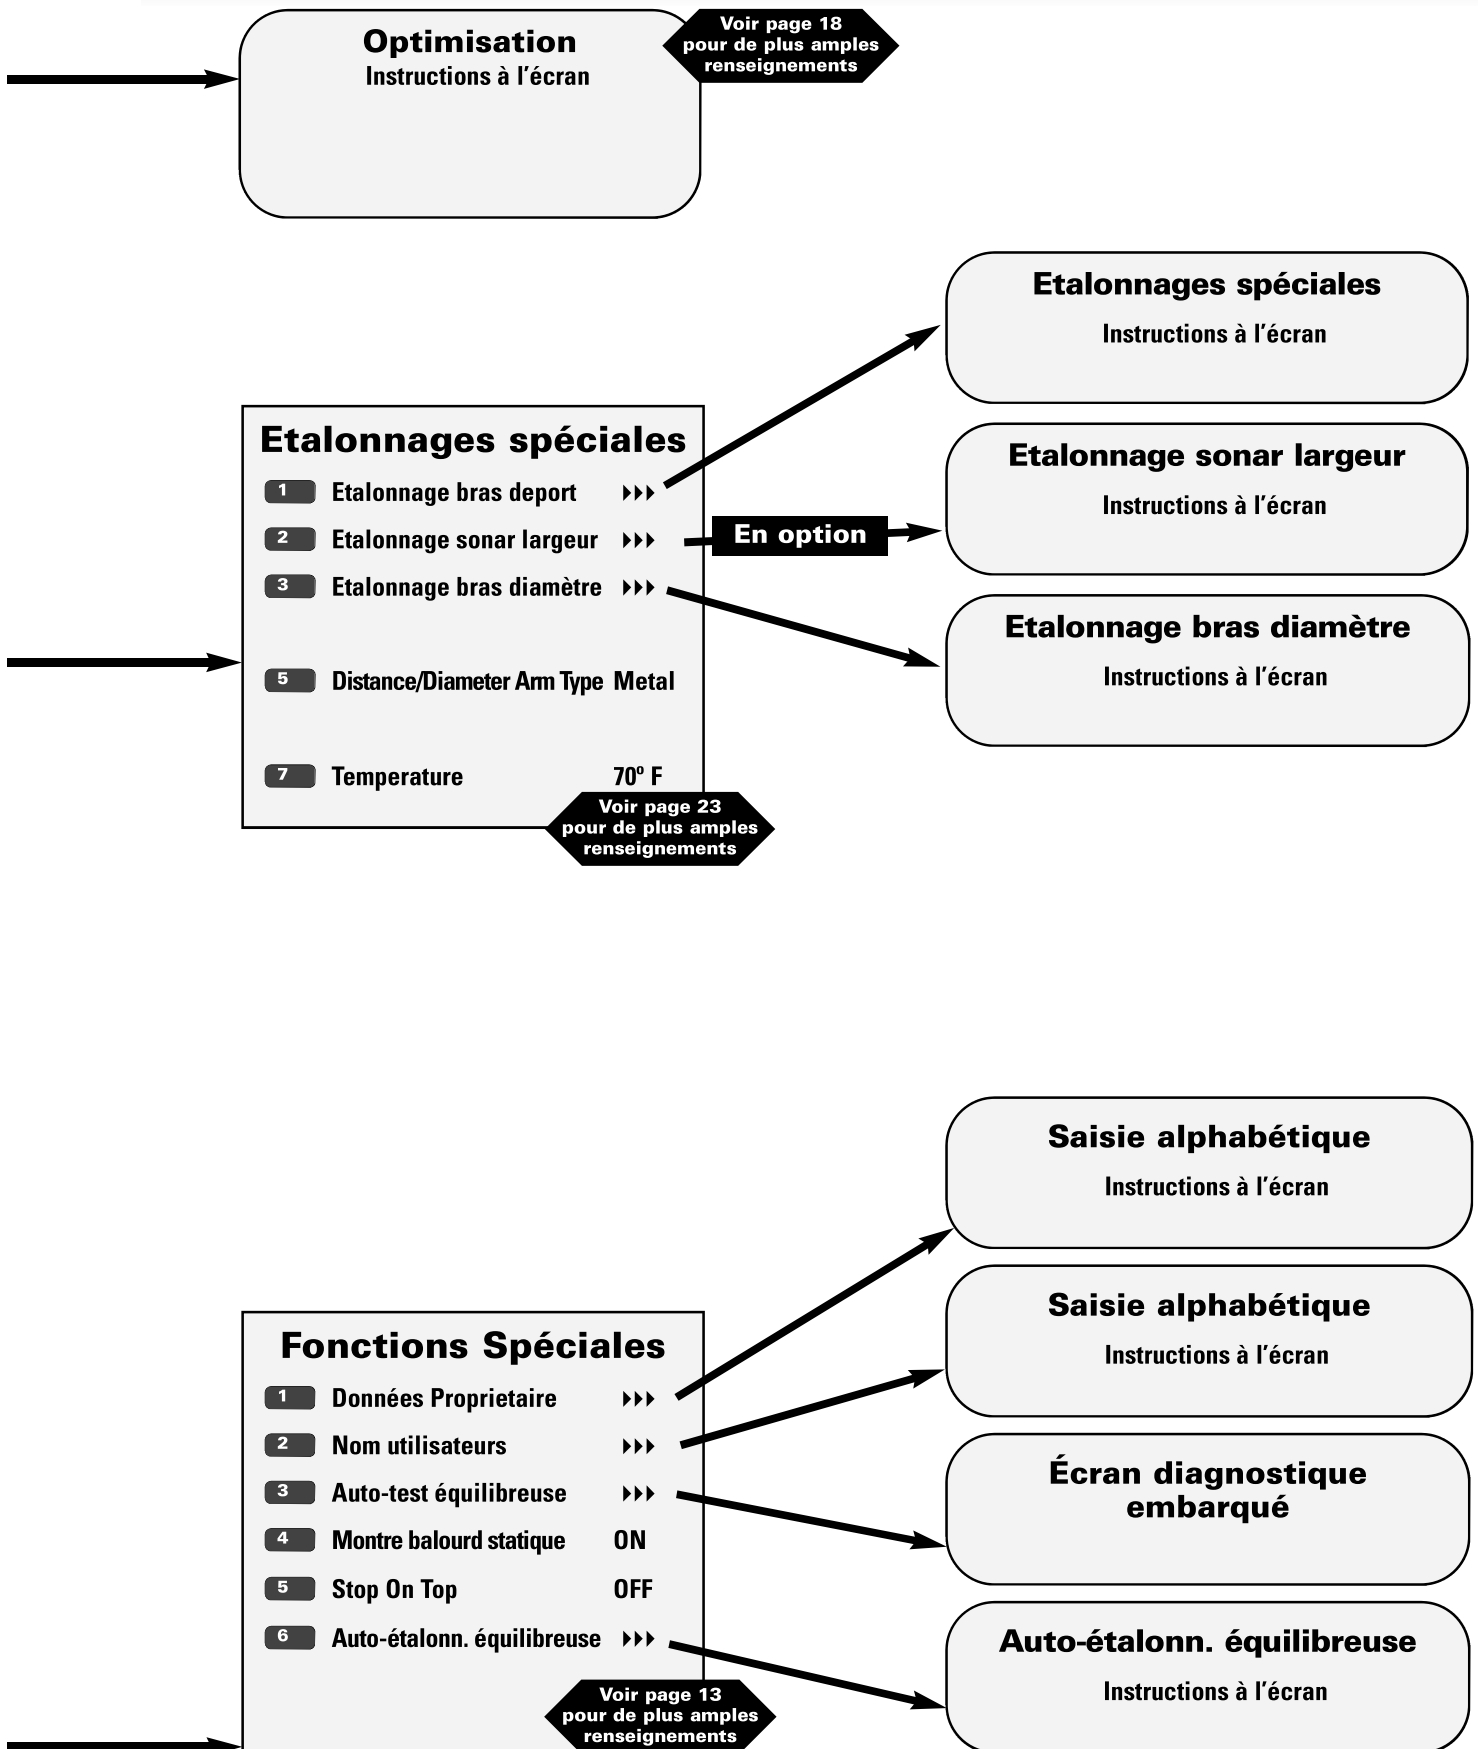 Optimisation
Instructions à l'écran
Voir page 18
pour de plus amples
renseignements
Etalonnages spéciales
1 Etalonnage bras deport
2 Etalonnage sonar largeur
3 Etalonnage bras diamètre
5 Distance/Diameter Arm Type Metal
7 Temperature 70º F
Voir page 23
pour de plus amples
renseignements
En option
Etalonnages spéciales
Instructions à l'écran
Etalonnage sonar largeur
Instructions à l'écran
Etalonnage bras diamètre
Instructions à l'écran
Fonctions Spéciales
1 Données Proprietaire
2 Nom utilisateurs
3 Auto-test équilibreuse
4 Montre balourd statique ON
5 Stop On Top OFF
6 Auto-étalonn. équilibreuse
Voir page 13
pour de plus amples
renseignements
Saisie alphabétique
Instructions à l'écran
Saisie alphabétique
Instructions à l'écran
Écran diagnostique
embarqué
Auto-étalonn. équilibreuse
Instructions à l'écran